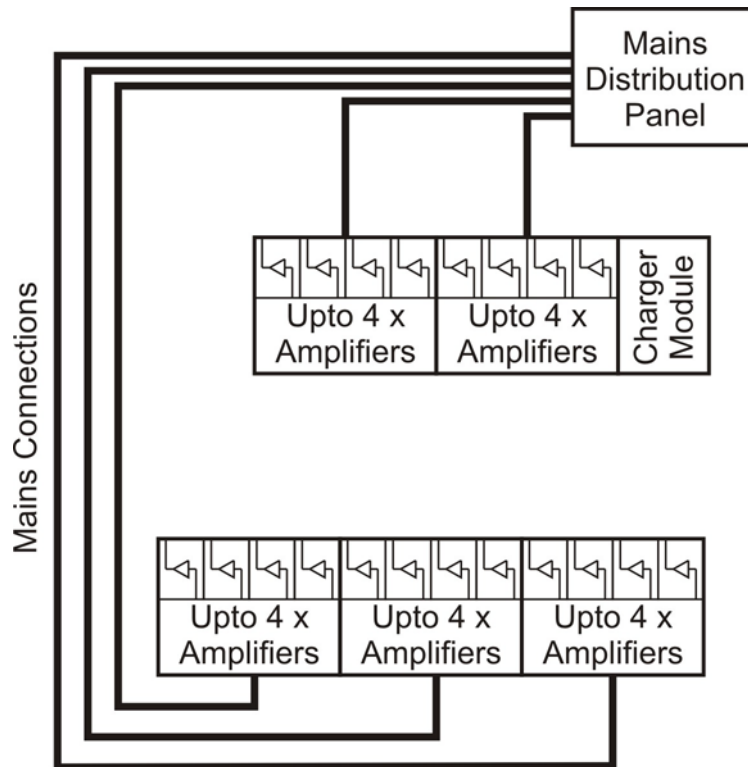 Mains
Distribution
Panel
Mains Connections
Upto 4 x
Amplifiers
Upto 4 x
Amplifiers
Charger
Module
Upto 4 x
Amplifiers
Upto 4 x
Amplifiers
Upto 4 x
Amplifiers